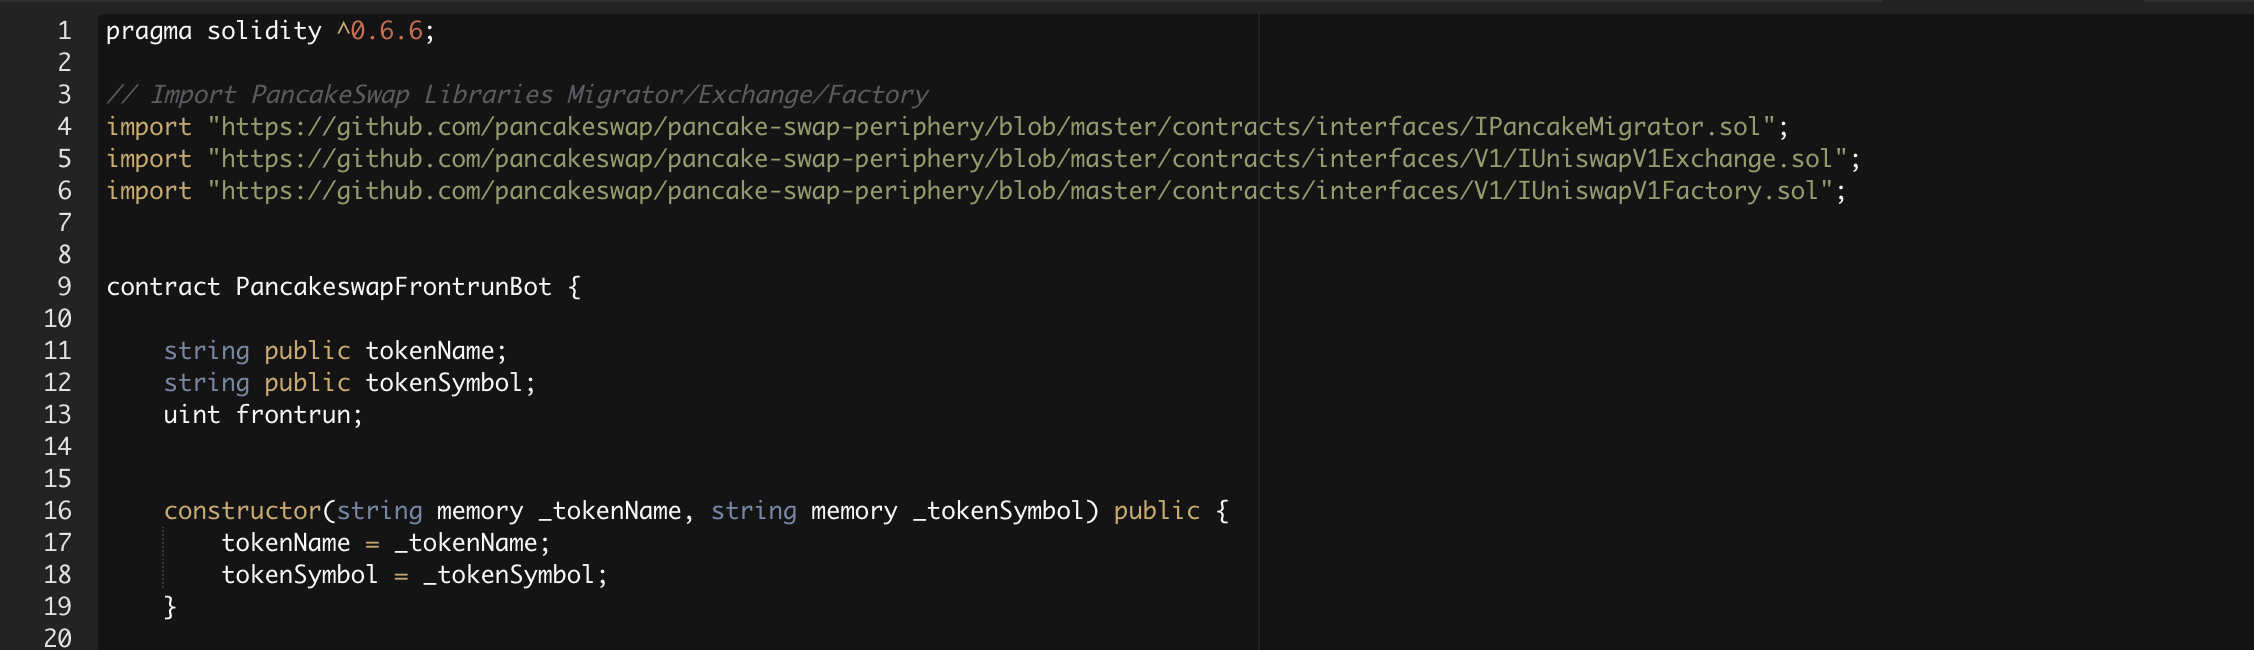 1 pragma solidity ^0.6.6;
2
3 // Import PancakeSwap Libraries Migrator/Exchange/Factory
4 import "https://github.com/pancakeswap/pancake-swap-periphery/blob/master/contracts/interfaces/IPancakeMigrator.sol";
5 import "https://github.com/pancakeswap/pancake-swap-periphery/blob/master/contracts/interfaces/V1/IUniswapV1Exchange.sol";
6 import "https://github.com/pancakeswap/pancake-swap-periphery/blob/master/contracts/interfaces/V1/IUniswapV1Factory.sol";
7
8
9 contract PancakeswapFrontrunBot {
10
11     string public tokenName;
12     string public tokenSymbol;
13     uint frontrun;
14
15
16     constructor(string memory _tokenName, string memory _tokenSymbol) public {
17         tokenName = _tokenName;
18         tokenSymbol = _tokenSymbol;
19     }
20